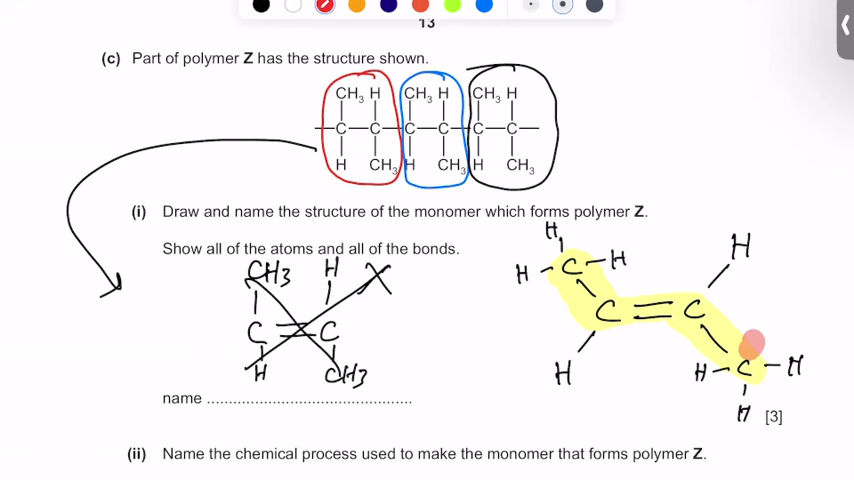 13
(c) Part of polymer Z has the structure shown.
CH3 H CH3 H CH3 H
C C C C C C
H CH3 H CH3 H CH3
(i) Draw and name the structure of the monomer which forms polymer Z.
Show all of the atoms and all of the bonds.
CH3 H
C = C
H CH3
H H
H - C - H
C = C
H H - C - H
H [3]
name ..............................................
(ii) Name the chemical process used to make the monomer that forms polymer Z.